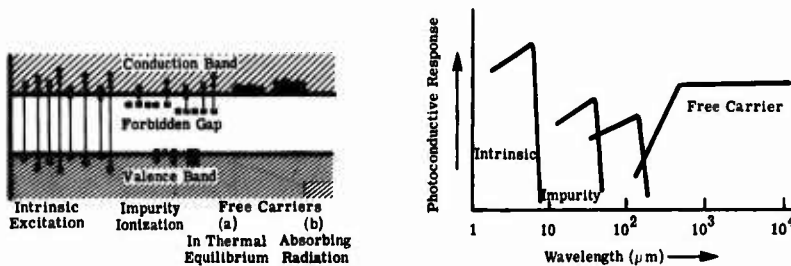 Conduction Band
Forbidden Gap
Valence Band
Intrinsic
Excitation
Impurity
Ionization
Free Carriers
(a)
(b)
In Thermal
Equilibrium
Absorbing
Radiation
Photoconductive Response
Intrinsic
Impurity
Free Carrier
1
10
10²
10³
10⁴
Wavelength (μm)